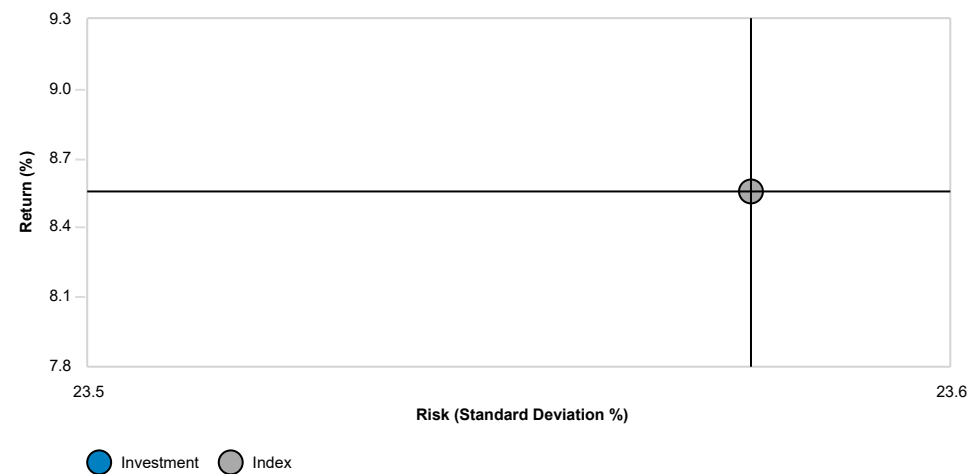 9.3
9.0
8.7
8.4
8.1
7.8
Return (%)
23.5
23.6
Risk (Standard Deviation %)
Investment Index